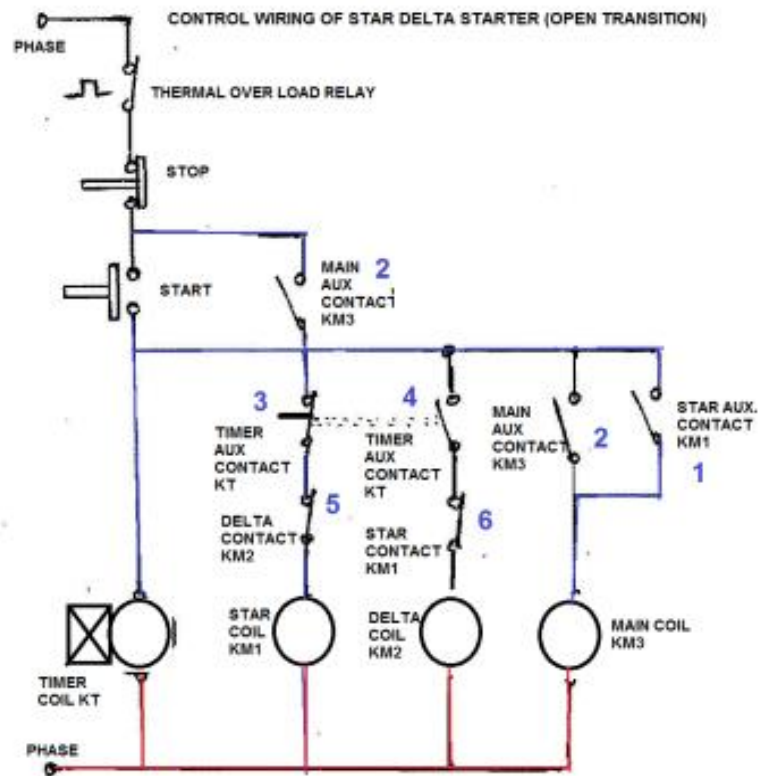 CONTROL WIRING OF STAR DELTA STARTER (OPEN TRANSITION)
PHASE
THERMAL OVER LOAD RELAY
STOP
START
MAIN
AUX
CONTACT
KM3
2
3
TIMER
AUX
CONTACT
KT
4
TIMER
AUX
CONTACT
KT
MAIN
AUX
CONTACT
KM3
2
STAR AUX.
CONTACT
KM1
1
5
DELTA
CONTACT
KM2
6
STAR
CONTACT
KM1
TIMER
COIL KT
STAR
COIL
KM1
DELTA
COIL
KM2
MAIN COIL
KM3
PHASE